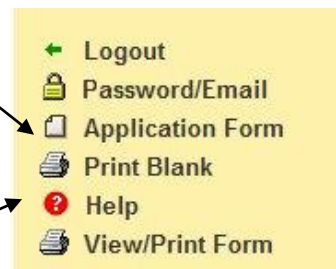 Logout
Password/Email
Application Form
Print Blank
Help
View/Print Form